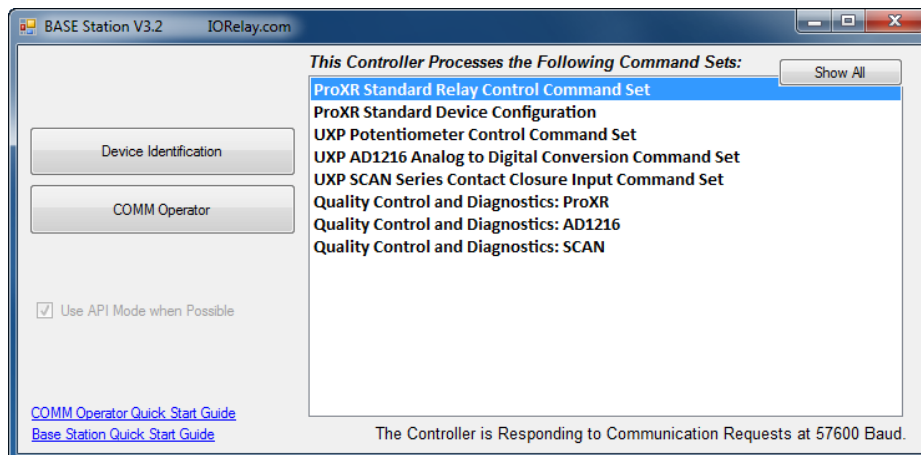 BASE Station V3.2 IORelay.com
This Controller Processes the Following Command Sets:
Show All
ProXR Standard Relay Control Command Set
ProXR Standard Device Configuration
UXP Potentiometer Control Command Set
UXP AD1216 Analog to Digital Conversion Command Set
UXP SCAN Series Contact Closure Input Command Set
Quality Control and Diagnostics: ProXR
Quality Control and Diagnostics: AD1216
Quality Control and Diagnostics: SCAN
Device Identification
COMM Operator
Use API Mode when Possible
COMM Operator Quick Start Guide
Base Station Quick Start Guide
The Controller is Responding to Communication Requests at 57600 Baud.